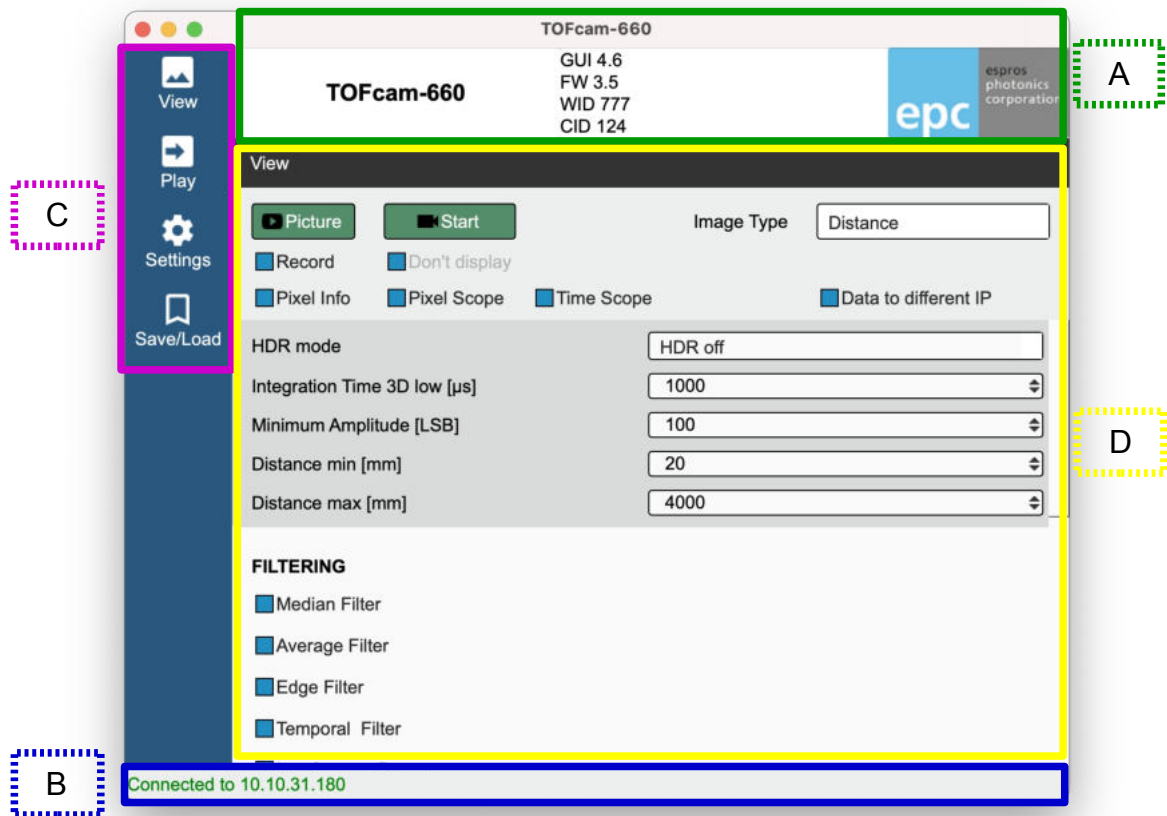 TOFcam-660
TOFcam-660
GUI 4.6
FW 3.5
WID 777
CID 124
epc
espros
photonics
corporation
A
View
Play
Settings
Save/Load
C
View
Picture
Start
Image Type
Distance
Record
Don't display
Pixel Info
Pixel Scope
Time Scope
Data to different IP
HDR mode
HDR off
Integration Time 3D low [µs]
1000
Minimum Amplitude [LSB]
100
Distance min [mm]
20
Distance max [mm]
4000
D
FILTERING
Median Filter
Average Filter
Edge Filter
Temporal Filter
B
Connected to 10.10.31.180